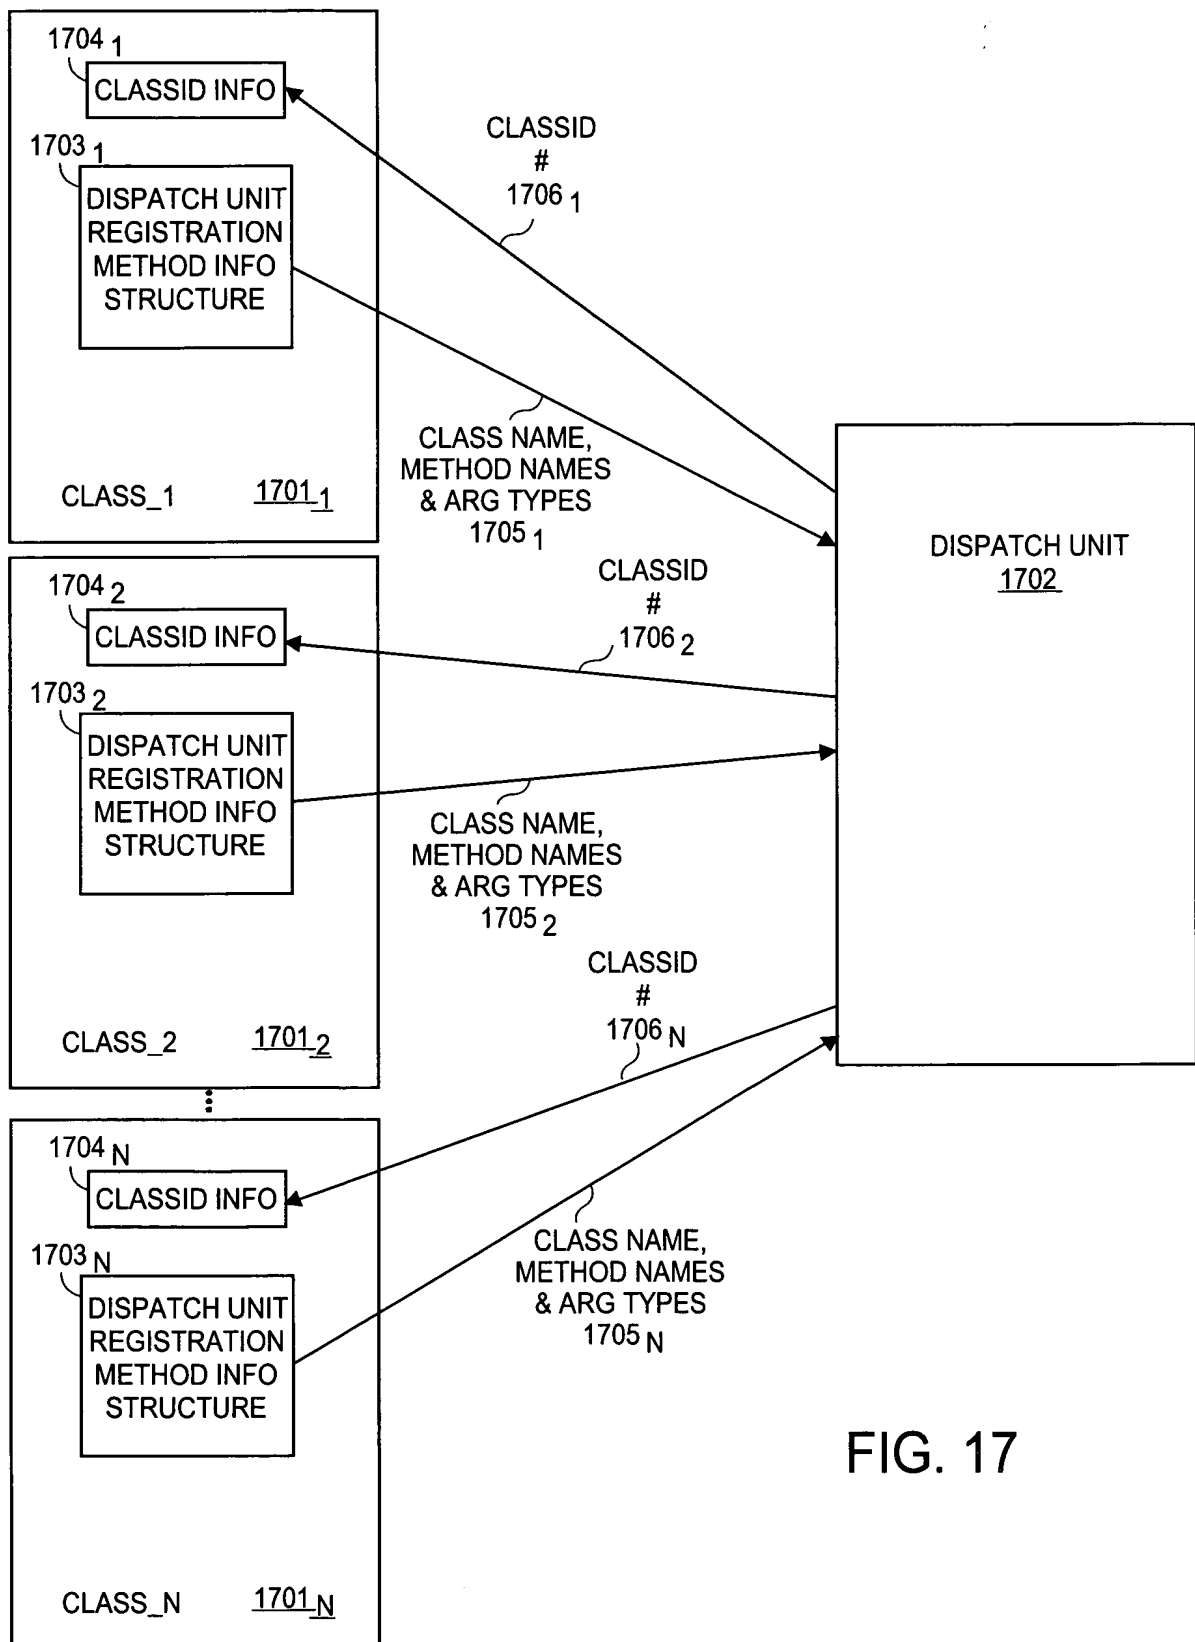 1704 1
CLASSID INFO
1703 1
DISPATCH UNIT
REGISTRATION
METHOD INFO
STRUCTURE
CLASS_1 1701 1
CLASSID
#
1706 1
CLASS NAME,
METHOD NAMES
& ARG TYPES
1705 1
1704 2
CLASSID INFO
1703 2
DISPATCH UNIT
REGISTRATION
METHOD INFO
STRUCTURE
CLASS_2 1701 2
CLASSID
#
1706 2
CLASS NAME,
METHOD NAMES
& ARG TYPES
1705 2
DISPATCH UNIT
1702
1704 N
CLASSID INFO
1703 N
DISPATCH UNIT
REGISTRATION
METHOD INFO
STRUCTURE
CLASS_N 1701 N
CLASSID
#
1706 N
CLASS NAME,
METHOD NAMES
& ARG TYPES
1705 N
FIG. 17